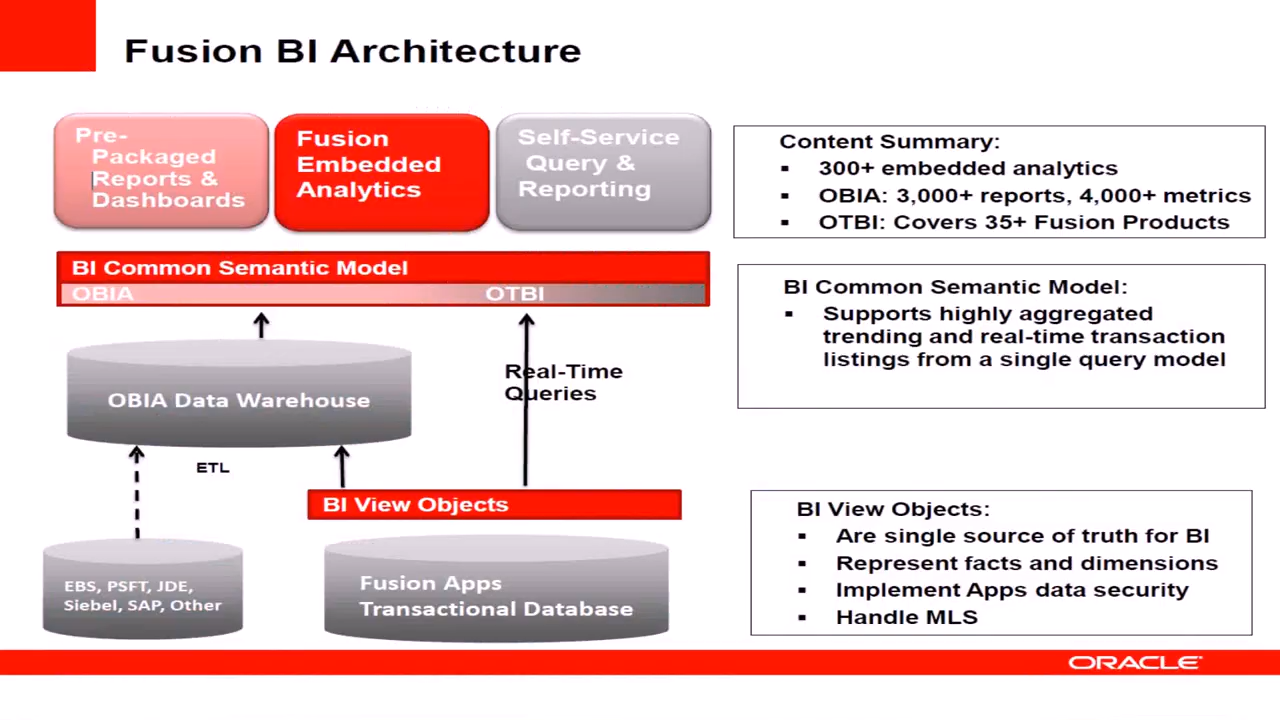 Fusion BI Architecture
Pre-
Packaged
Reports &
Dashboards
Fusion
Embedded
Analytics
Self-Service
Query &
Reporting
Content Summary:
▪ 300+ embedded analytics
▪ OBIA: 3,000+ reports, 4,000+ metrics
▪ OTBI: Covers 35+ Fusion Products
BI Common Semantic Model
OBIA
OTBI
BI Common Semantic Model:
▪ Supports highly aggregated
trending and real-time transaction
listings from a single query model
OBIA Data Warehouse
Real-Time
Queries
ETL
BI View Objects
BI View Objects:
▪ Are single source of truth for BI
▪ Represent facts and dimensions
▪ Implement Apps data security
▪ Handle MLS
EBS, PSFT, JDE,
Siebel, SAP, Other
Fusion Apps
Transactional Database
ORACLE